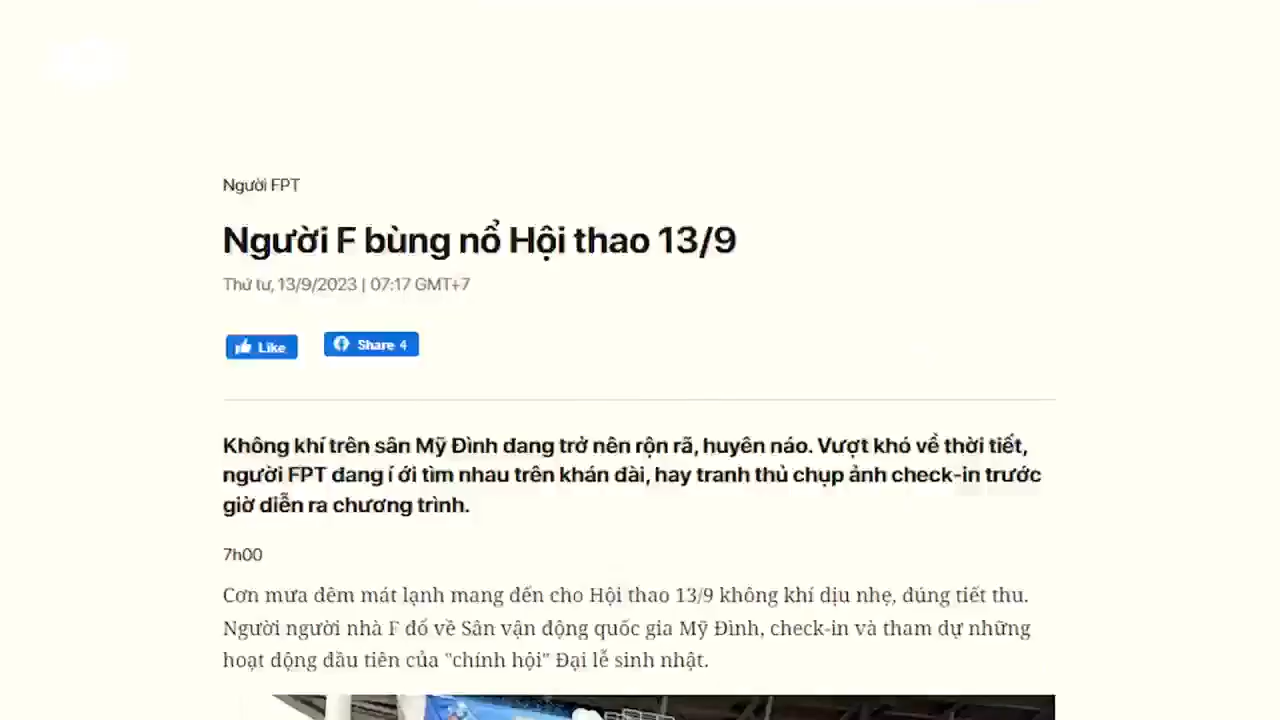 Người FPT
Người F bùng nổ Hội thao 13/9
Thứ tư, 13/9/2023 | 07:17 GMT+7
Like
Share 4
Không khí trên sân Mỹ Đình đang trở nên rộn rã, huyên náo. Vượt khó về thời tiết,
người FPT đang í ới tìm nhau trên khán đài, hay tranh thủ chụp ảnh check-in trước
giờ diễn ra chương trình.
7h00
Cơn mưa đêm mát lạnh mang đến cho Hội thao 13/9 không khí dịu nhẹ, đúng tiết thu.
Người người nhà F đổ về Sân vận động quốc gia Mỹ Đình, check-in và tham dự những
hoạt động đầu tiên của "chính hội" Đại lễ sinh nhật.